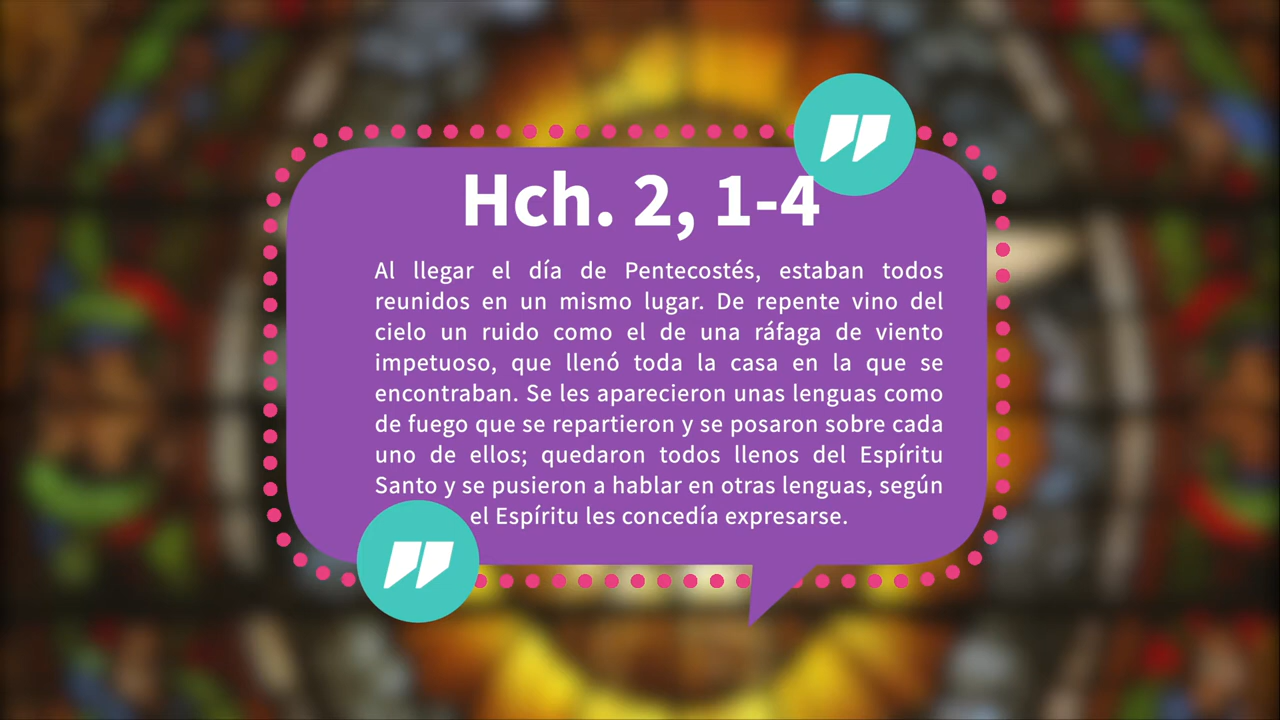 Hch. 2, 1-4
Al llegar el día de Pentecostés, estaban todos
reunidos en un mismo lugar. De repente vino del
cielo un ruido como el de una ráfaga de viento
impetuoso, que llenó toda la casa en la que se
encontraban. Se les aparecieron unas lenguas como
de fuego que se repartieron y se posaron sobre cada
uno de ellos; quedaron todos llenos del Espíritu
Santo y se pusieron a hablar en otras lenguas, según
el Espíritu les concedía expresarse.